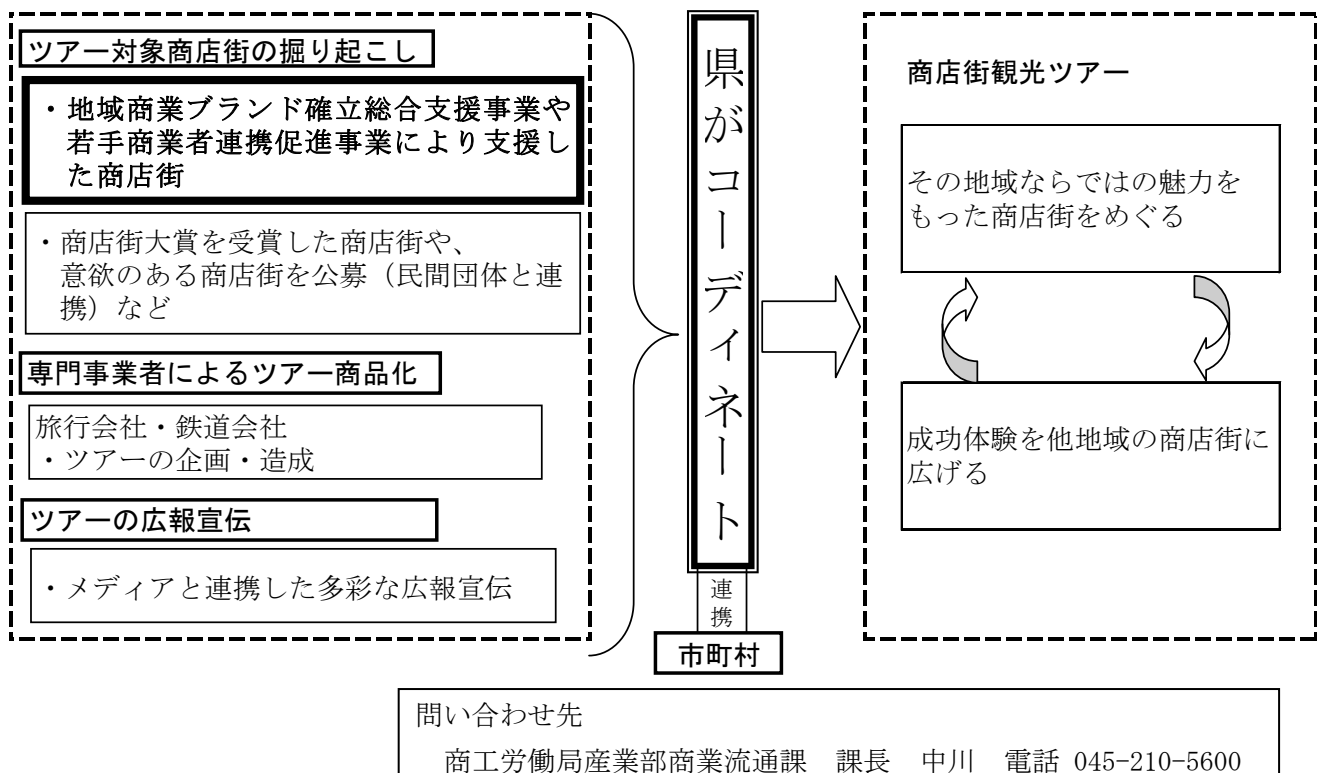 ツアー対象商店街の掘り起こし
・地域商業ブランド確立総合支援事業や
若手商業者連携促進事業により支援し
た商店街
・商店街大賞を受賞した商店街や、
意欲のある商店街を公募（民間団体と連
携）など
専門事業者によるツアー商品化
旅行会社・鉄道会社
・ツアーの企画・造成
ツアーの広報宣伝
・メディアと連携した多彩な広報宣伝
県がコーディネート
連携
市町村
商店街観光ツアー
その地域ならではの魅力を
もった商店街をめぐる
成功体験を他地域の商店街に
広げる
問い合わせ先
商工労働局産業部商業流通課　課長　中川　電話 045-210-5600